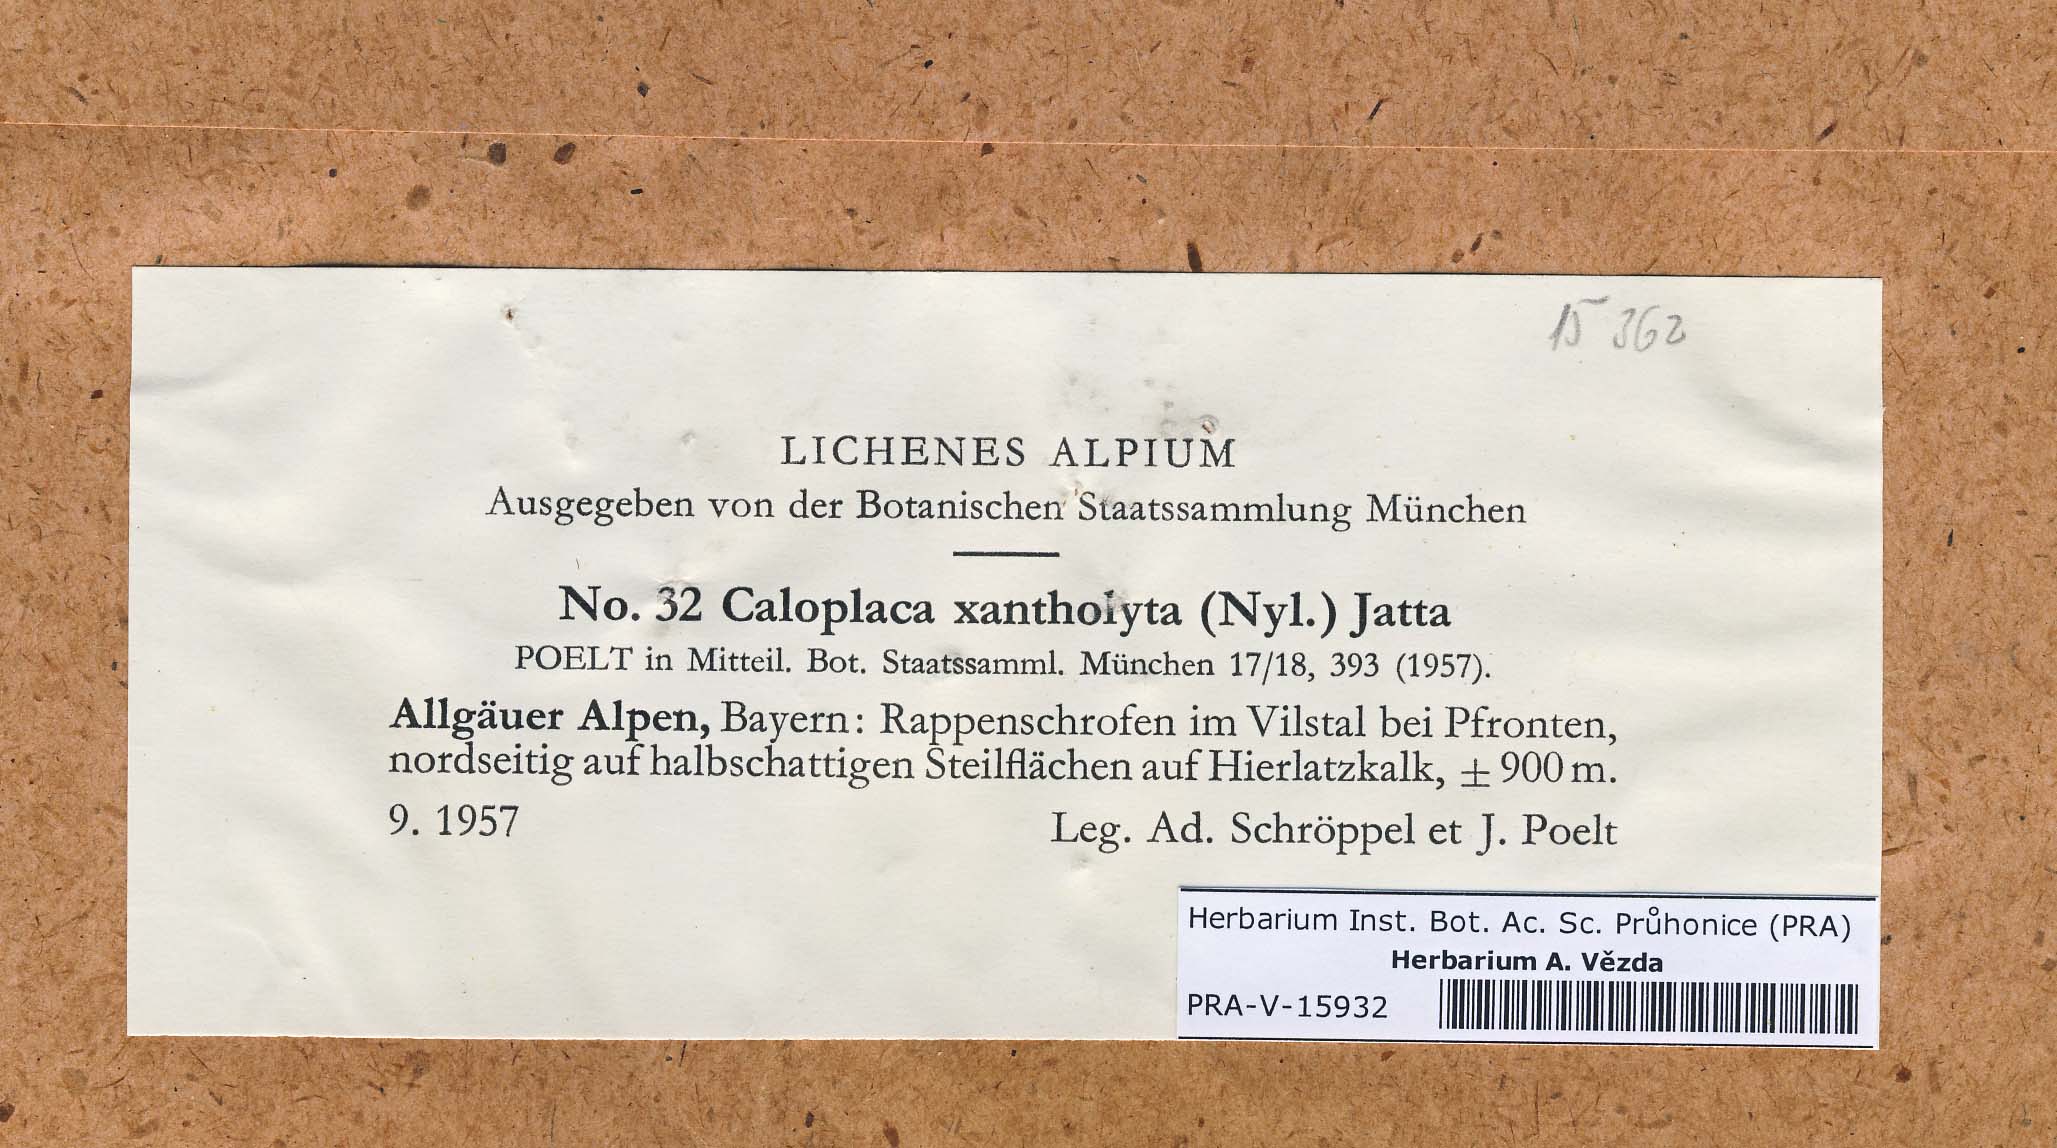 15 362
LICHENES ALPIUM
Ausgegeben von der Botanischen Staatssammlung München
No. 32 Caloplaca xantholyta (Nyl.) Jatta
POELT in Mitteil. Bot. Staatssamml. München 17/18, 393 (1957).
Allgäuer Alpen, Bayern: Rappenschrofen im Vilstal bei Pfronten,
nordseitig auf halbschattigen Steilflächen auf Hierlatzkalk, ± 900 m.
9. 1957 Leg. Ad. Schröppel et J. Poelt
Herbarium Inst. Bot. Ac. Sc. Průhonice (PRA)
Herbarium A. Vězda
PRA-V-15932